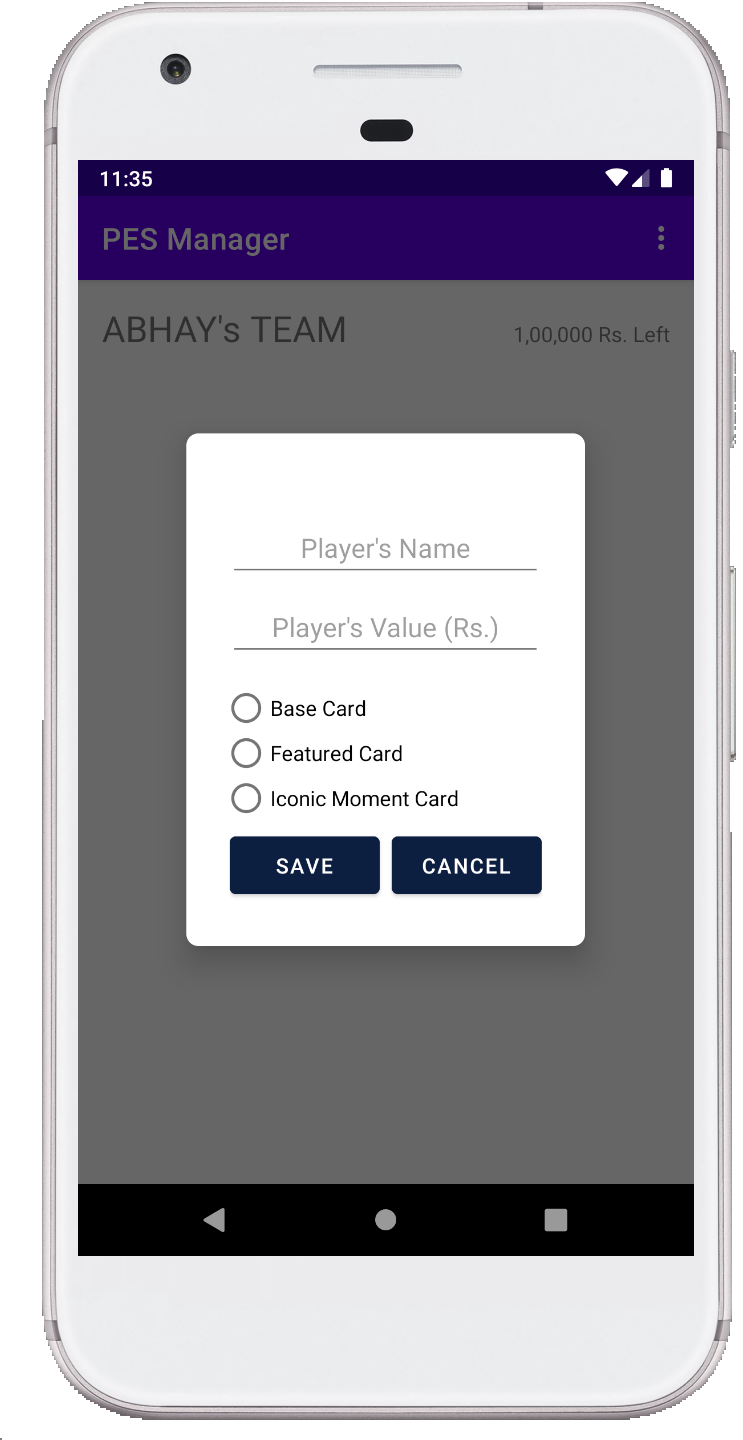 11:35
PES Manager
ABHAY's TEAM
1,00,000 Rs. Left
Player's Name
Player's Value (Rs.)
Base Card
Featured Card
Iconic Moment Card
SAVE CANCEL